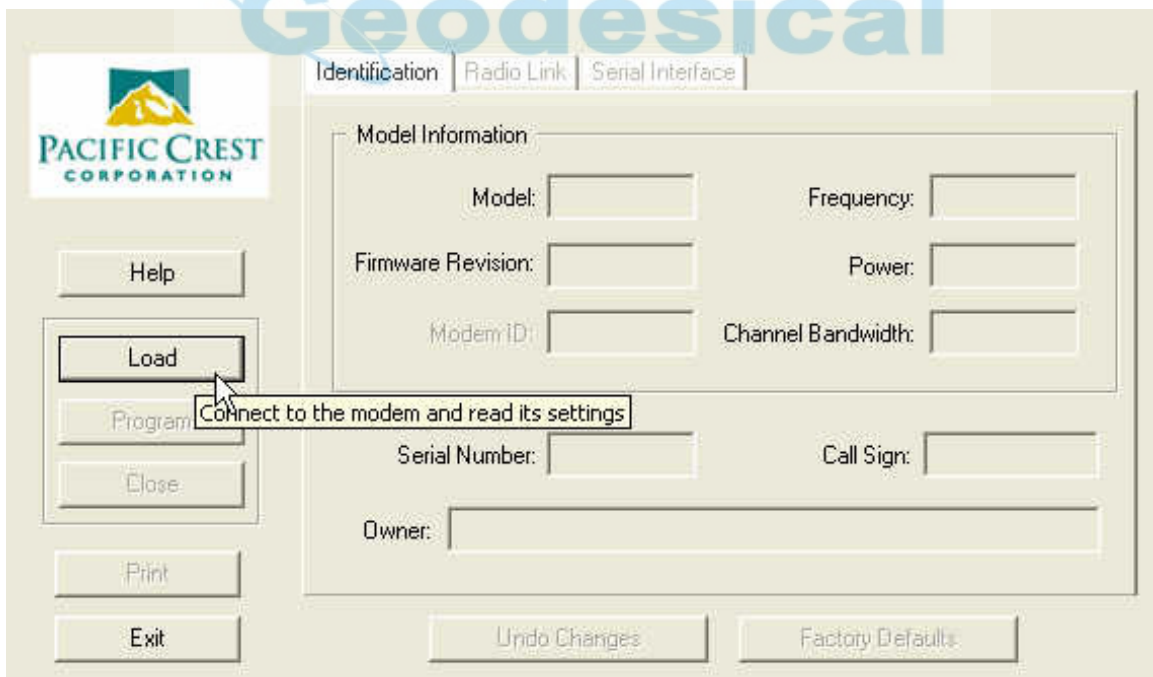 Geodesical
Identification Radio Link Serial Interface
PACIFIC CREST
CORPORATION
Model Information
Model: Frequency:
Help
Firmware Revision: Power:
Modem iD: Channel Bandwidth:
Load
Connect to the modem and read its settings
Program
Serial Number: Call Sign:
Close
Owner:
Print
Exit
Undo Changes Factory Defaults